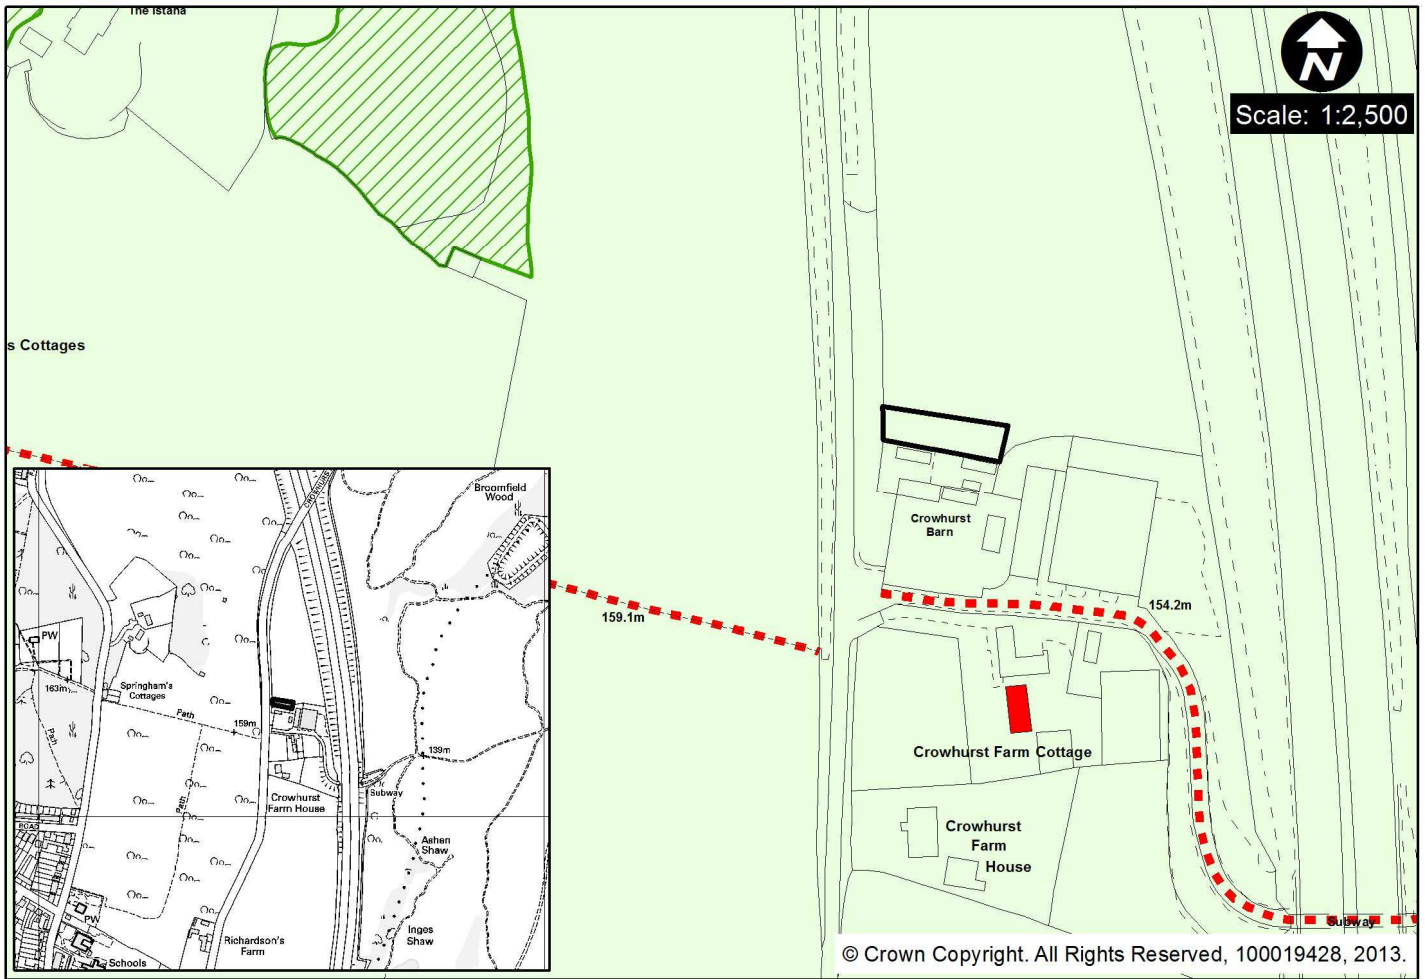 The Istana
N
Scale: 1:2,500
s Cottages
Crowhurst
Barn
159.1m
154.2m
Crowhurst Farm Cottage
Crowhurst
Farm
House
Subway
Broomfield
Wood
PW
163m
Springham's
Cottages
Path
Path
159m
Path
139m
Subway
Crowhurst
Farm House
ROAD
Ashen
Shaw
PW
Inges
Shaw
Richardson's
Farm
Schools
© Crown Copyright. All Rights Reserved, 100019428, 2013.